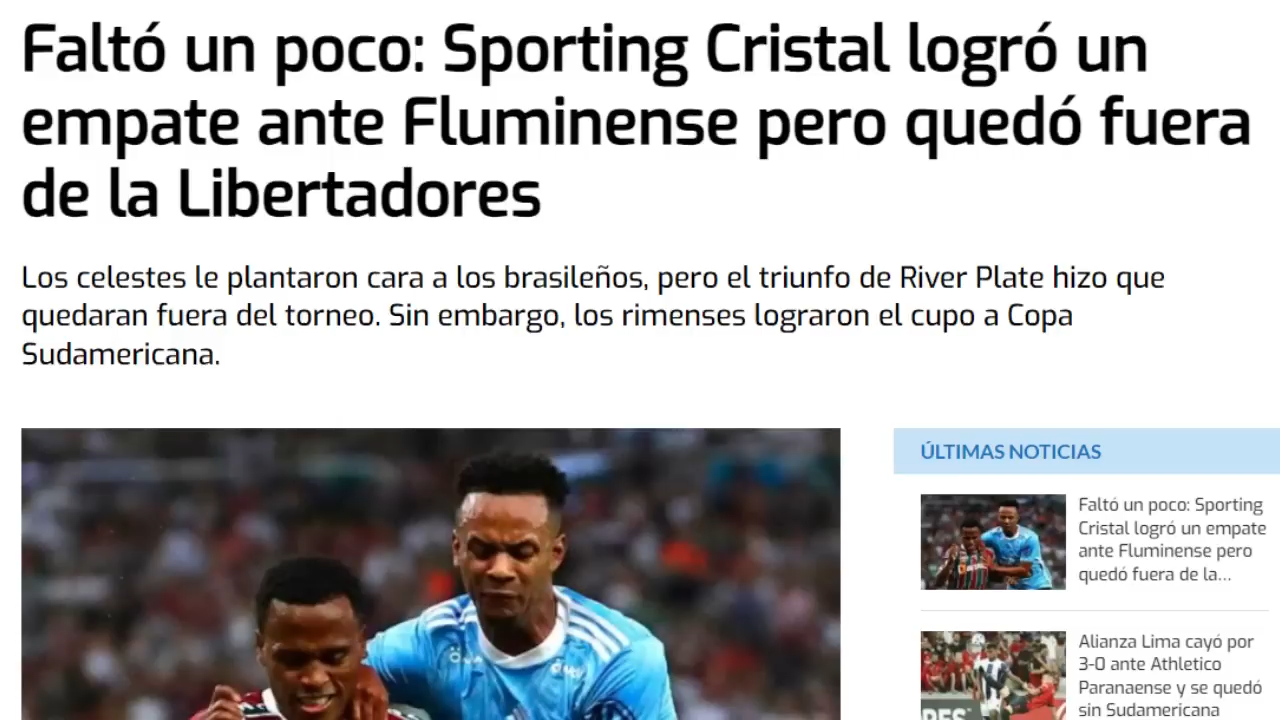 Faltó un poco: Sporting Cristal logró un
empate ante Fluminense pero quedó fuera
de la Libertadores
Los celestes le plantaron cara a los brasileños, pero el triunfo de River Plate hizo que
quedaran fuera del torneo. Sin embargo, los rimenses lograron el cupo a Copa
Sudamericana.
ÚLTIMAS NOTICIAS
Faltó un poco: Sporting
Cristal logró un empate
ante Fluminense pero
quedó fuera de la...
Alianza Lima cayó por
3-0 ante Athletico
Paranaense y se quedó
sin Sudamericana